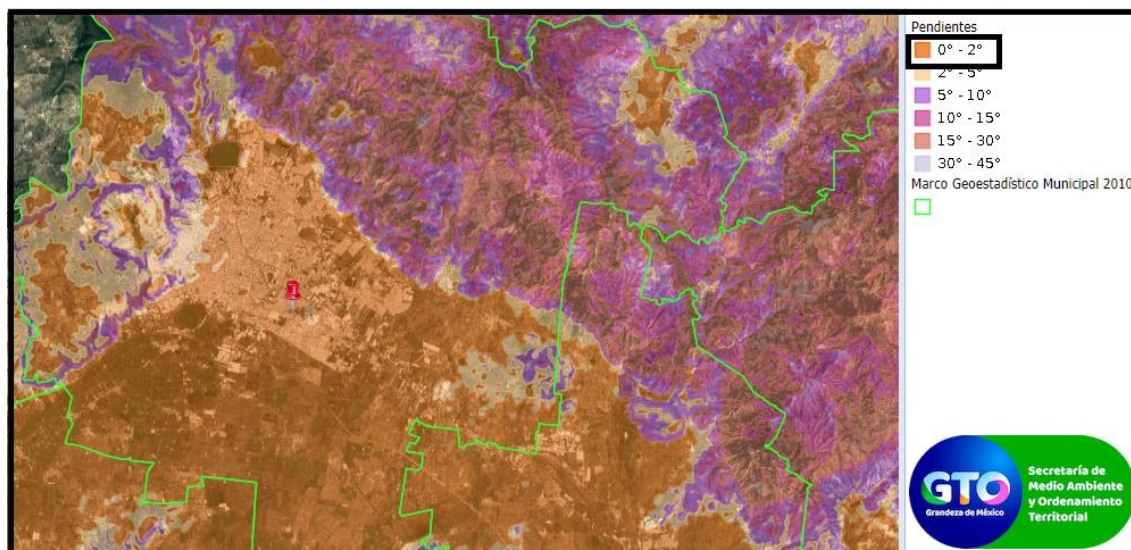 Pendientes
0° - 2°
2° - 5°
5° - 10°
10° - 15°
15° - 30°
30° - 45°
Marco Geoestadístico Municipal 2010
GTO
Grandeza de México
Secretaría de
Medio Ambiente
y Ordenamiento
Territorial